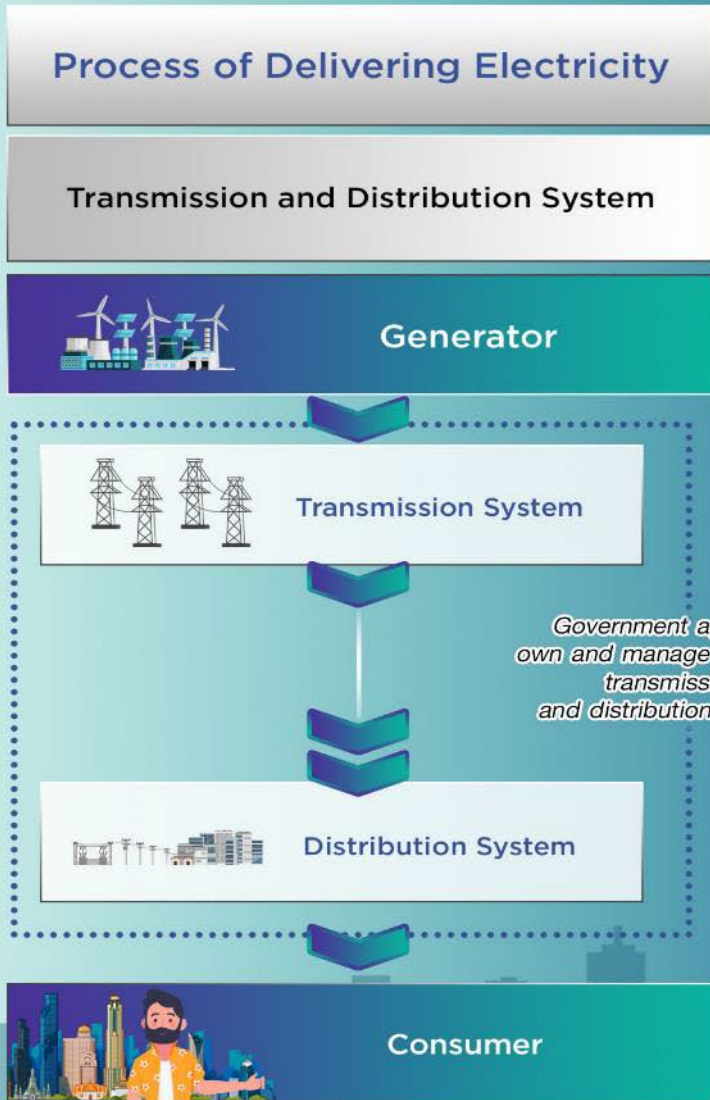 Process of Delivering Electricity
Transmission and Distribution System
Generator
Transmission System
Government a
own and manage
transmiss
and distribution
Distribution System
Consumer